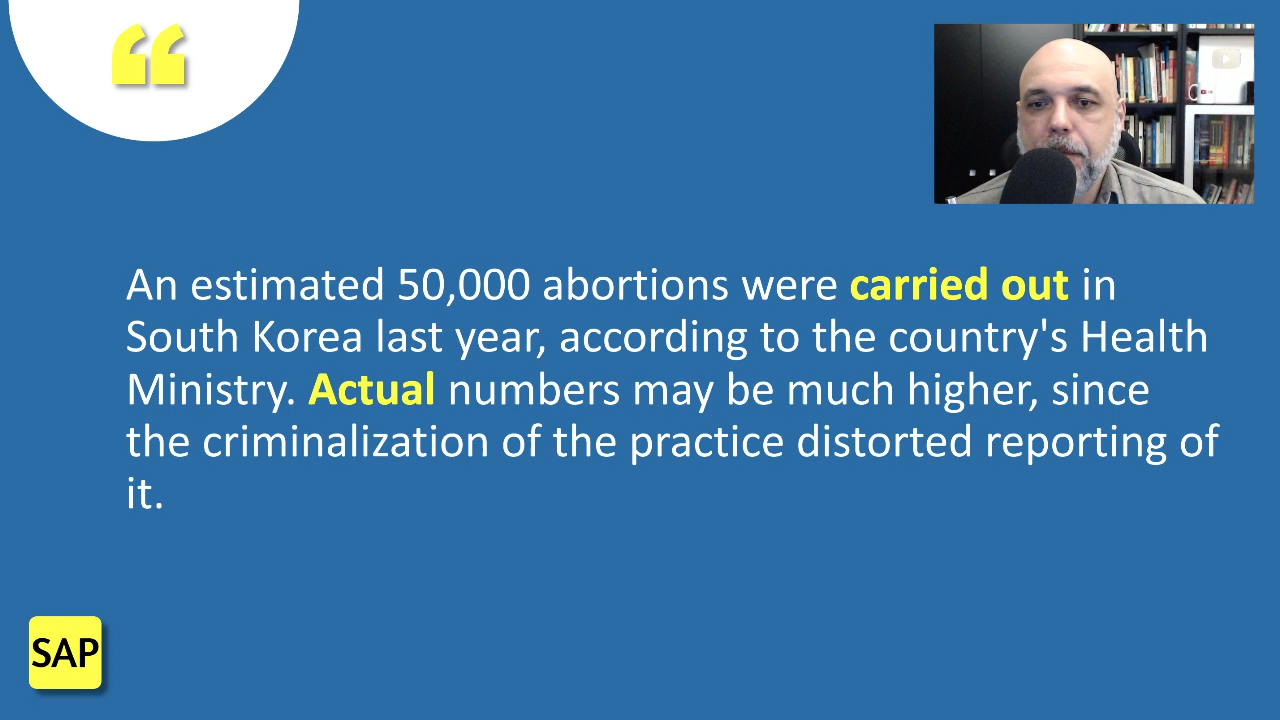 An estimated 50,000 abortions were carried out in
South Korea last year, according to the country's Health
Ministry. Actual numbers may be much higher, since
the criminalization of the practice distorted reporting of
it.
SAP